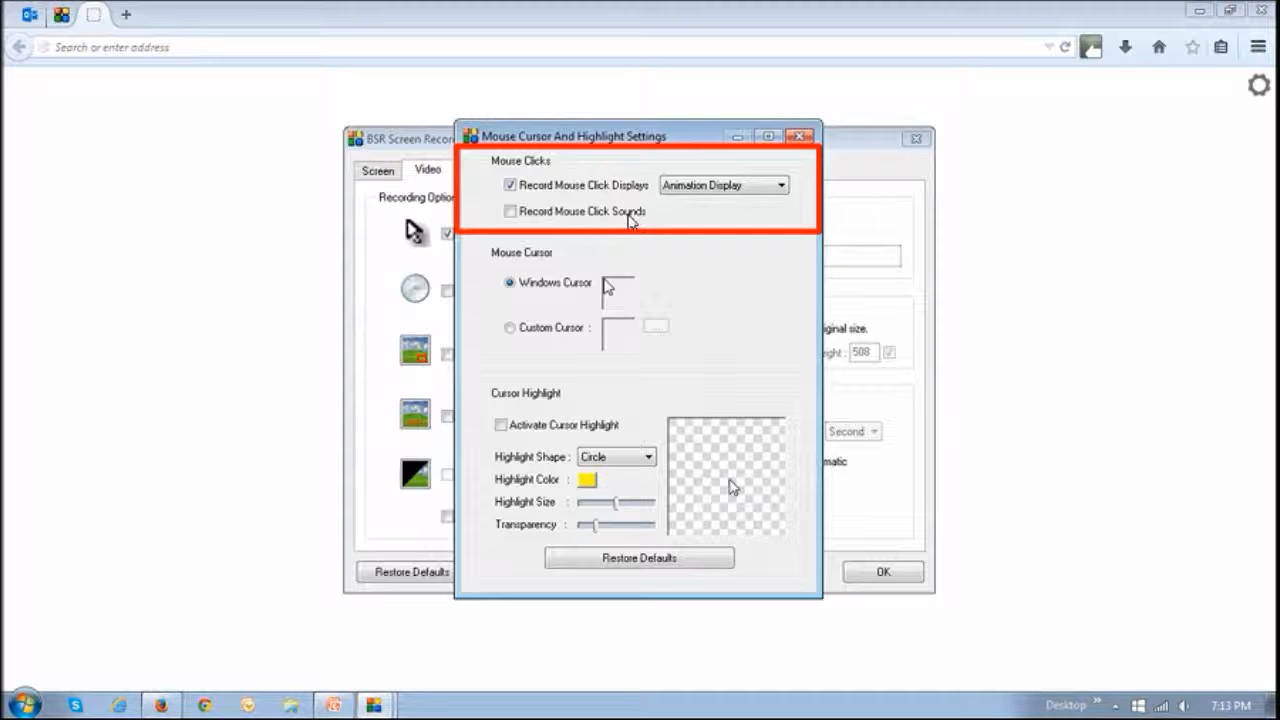 Search or enter address
BSR Screen Recor
Mouse Cursor And Highlight Settings
Screen
Video
Mouse Clicks
Record Mouse Click Displays
Animation Display
Recording Optio
Record Mouse Click Sounds
Mouse Cursor
Windows Cursor
Custom Cursor :
...
ginal size.
ight : 508
Cursor Highlight
Activate Cursor Highlight
Second
Highlight Shape : Circle
matic
Highlight Color :
Highlight Size :
Transparency :
Restore Defaults
Restore Defaults
OK
Desktop
7:13 PM